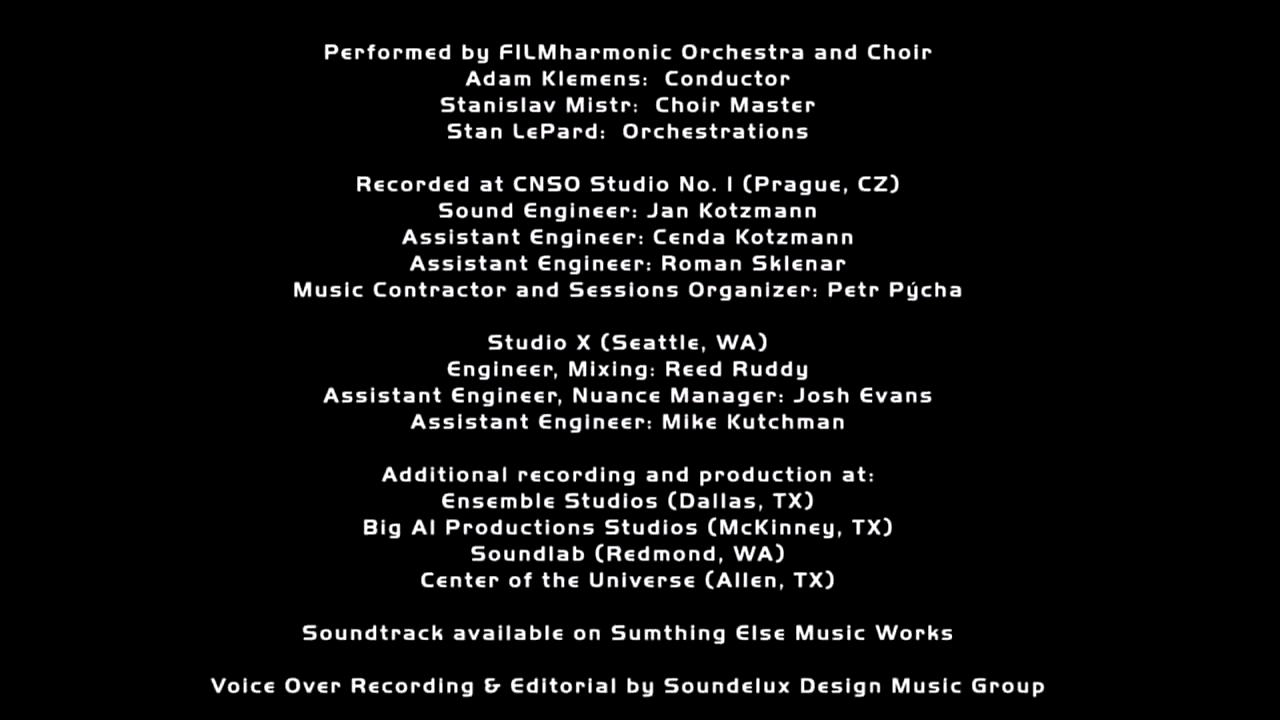 Performed by FILMharmonic Orchestra and Choir
Adam Klemens:  Conductor
Stanislav Mistr:  Choir Master
Stan LePard:  Orchestrations
Recorded at CNSO Studio No. 1 (Prague, CZ)
Sound Engineer: Jan Kotzmann
Assistant Engineer: Cenda Kotzmann
Assistant Engineer: Roman Sklenar
Music Contractor and Sessions Organizer: Petr Pýcha
Studio X (Seattle, WA)
Engineer, Mixing: Reed Ruddy
Assistant Engineer, Nuance Manager: Josh Evans
Assistant Engineer: Mike Kutchman
Additional recording and production at:
Ensemble Studios (Dallas, TX)
Big Al Productions Studios (McKinney, TX)
Soundlab (Redmond, WA)
Center of the Universe (Allen, TX)
Soundtrack available on Sumthing Else Music Works
Voice Over Recording & Editorial by Soundelux Design Music Group